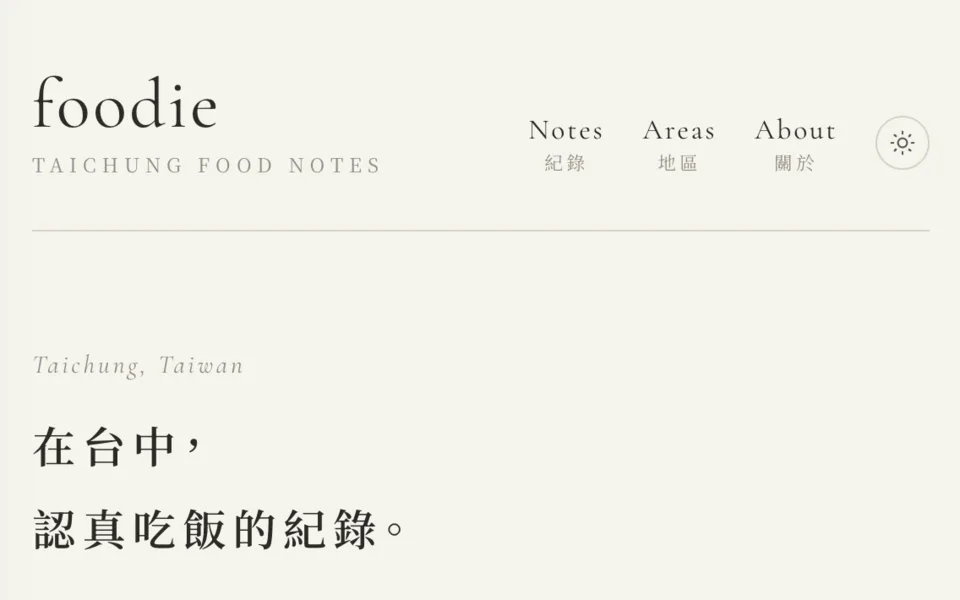 foodie
TAICHUNG FOOD NOTES
Notes Areas About
紀錄 地區 關於
Taichung, Taiwan
在台中，
認真吃飯的紀錄。